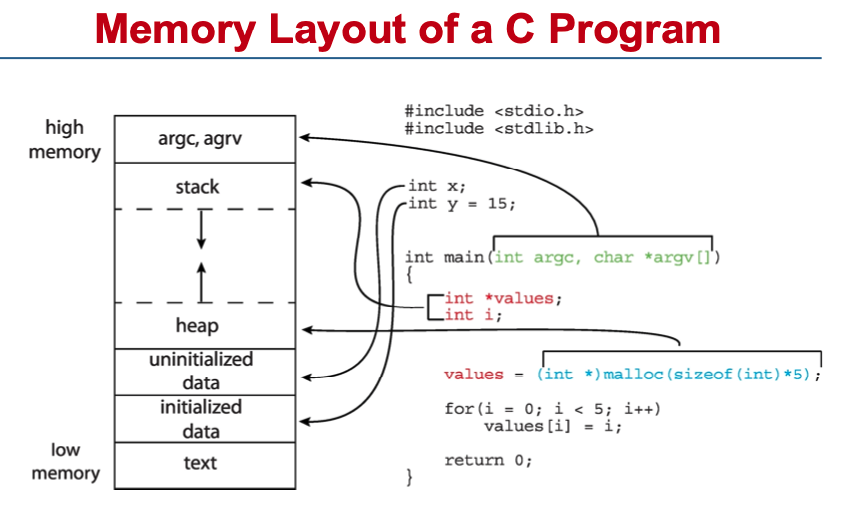 Memory Layout of a C Program
high
memory
argc, agrv
stack
heap
uninitialized
data
initialized
data
low
memory
text
#include <stdio.h>
#include <stdlib.h>
int x;
int y = 15;
int main(int argc, char *argv[])
{
int *values;
int i;
values = (int *)malloc(sizeof(int)*5);
for(i = 0; i < 5; i++)
values[i] = i;
return 0;
}